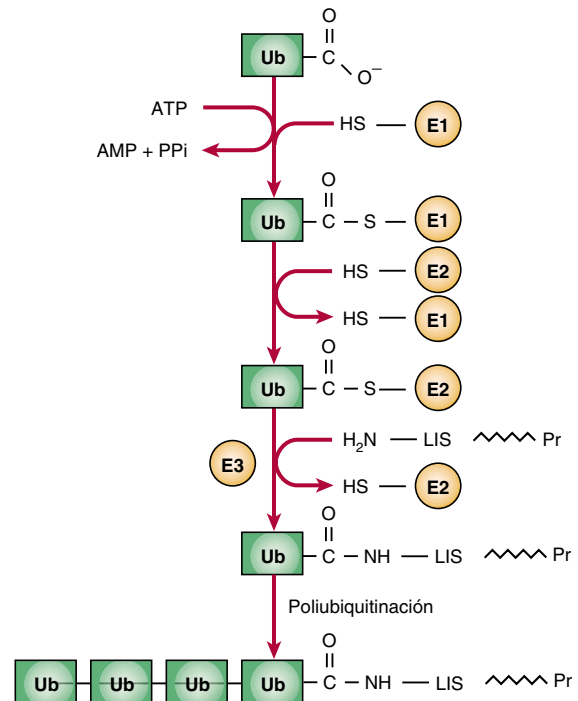 O
Ub C
O–
ATP
HS E1
AMP + PPi
O
Ub C S E1
HS E2
HS E1
O
Ub C S E2
E3
H2N LIS Pr
HS E2
O
Ub C NH LIS Pr
Poliubiquitinación
O
Ub Ub Ub Ub C NH LIS Pr